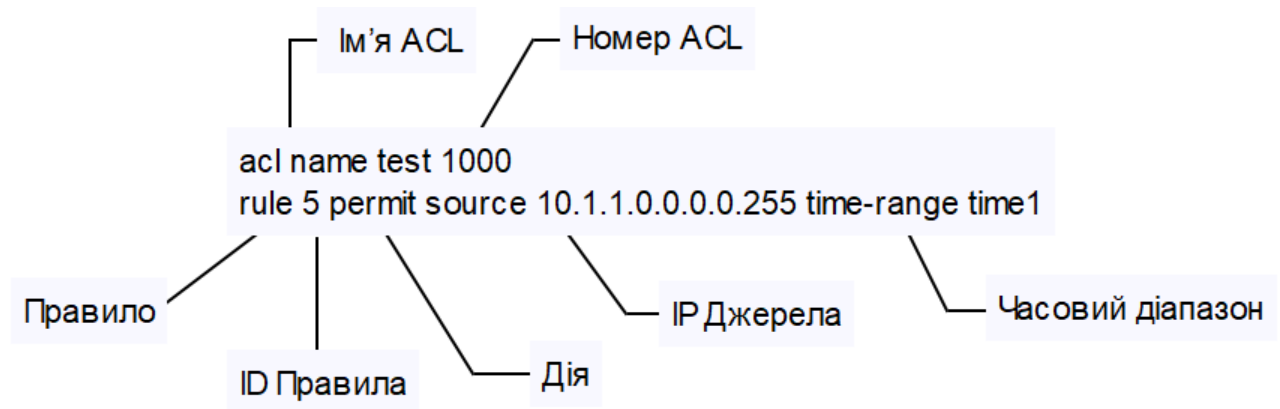 Ім’я ACL
Номер ACL
acl name test 1000
rule 5 permit source 10.1.1.0.0.0.0.255 time-range time1
Правило
ID Правила
Дія
IP Джерела
Часовий діапазон